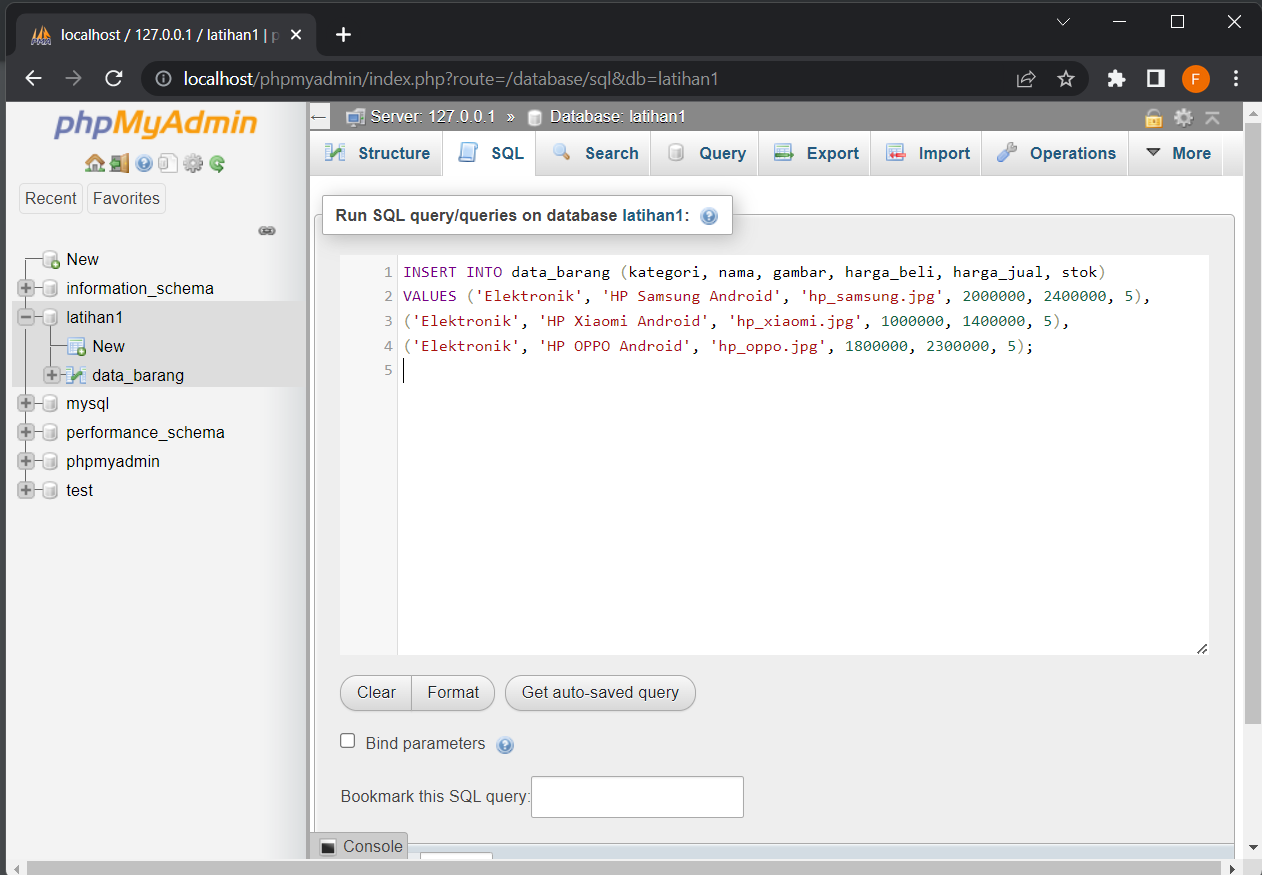 localhost / 127.0.0.1 / latihan1 | p
localhost/phpmyadmin/index.php?route=/database/sql&db=latihan1
F
phpMyAdmin
Recent
Favorites
New
information_schema
latihan1
New
data_barang
mysql
performance_schema
phpmyadmin
test
Server: 127.0.0.1 » Database: latihan1
Structure
SQL
Search
Query
Export
Import
Operations
More
Run SQL query/queries on database latihan1:
1 INSERT INTO data_barang (kategori, nama, gambar, harga_beli, harga_jual, stok)
2 VALUES ('Elektronik', 'HP Samsung Android', 'hp_samsung.jpg', 2000000, 2400000, 5),
3 ('Elektronik', 'HP Xiaomi Android', 'hp_xiaomi.jpg', 1000000, 1400000, 5),
4 ('Elektronik', 'HP OPPO Android', 'hp_oppo.jpg', 1800000, 2300000, 5);
5
Clear
Format
Get auto-saved query
Bind parameters
Bookmark this SQL query:
Console